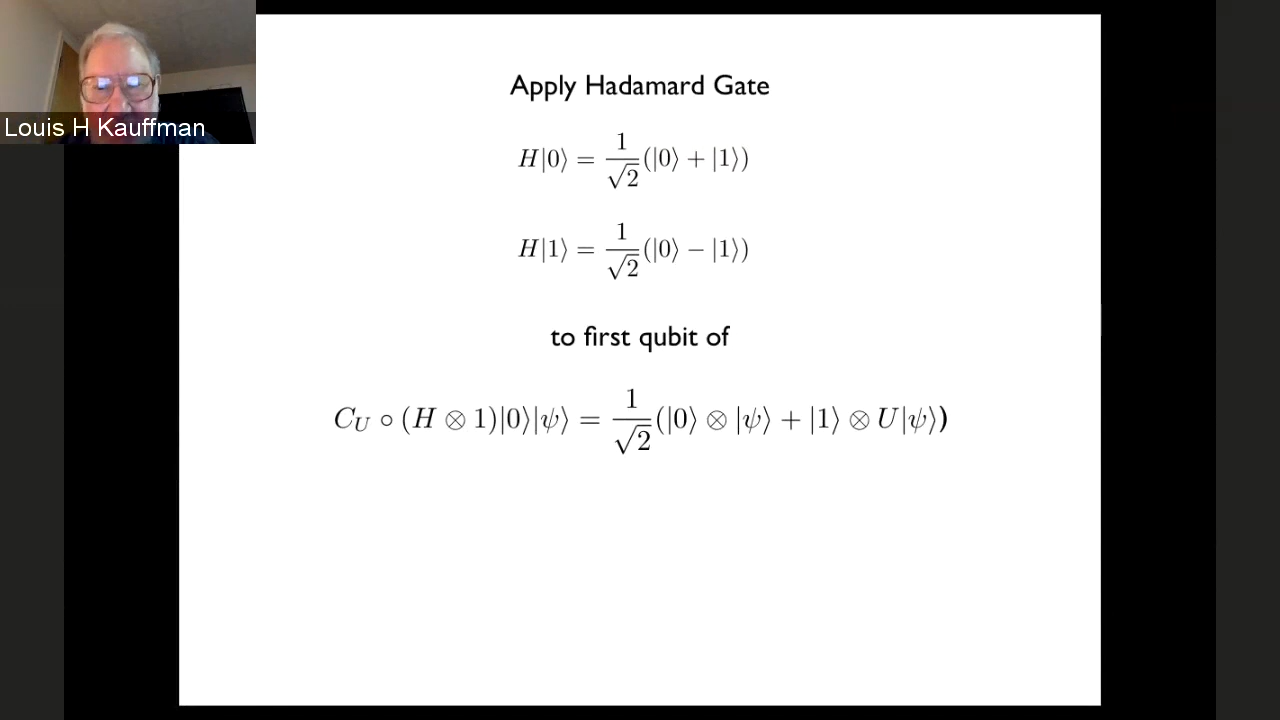 Louis H Kauffman
Apply Hadamard Gate
H|0⟩ = 1/√2 (|0⟩ + |1⟩)
H|1⟩ = 1/√2 (|0⟩ − |1⟩)
to first qubit of
C_U ∘ (H ⊗ 1)|0⟩|ψ⟩ = 1/√2 (|0⟩ ⊗ |ψ⟩ + |1⟩ ⊗ U|ψ⟩)